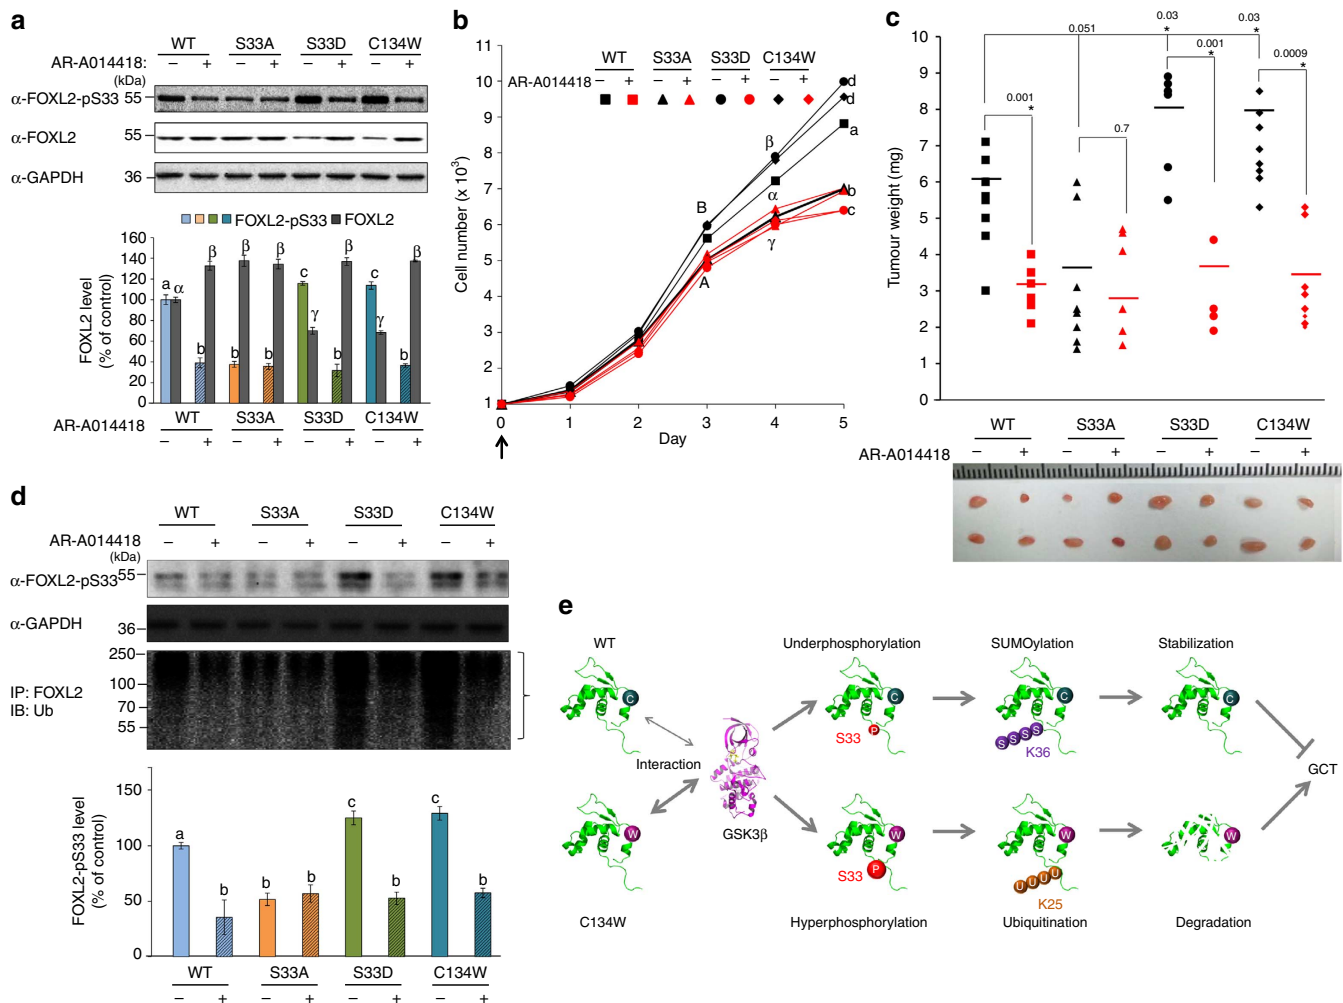 a
WT S33A S33D C134W
AR-A014418: – + – + – + – +
(kDa)
α-FOXL2-pS33 55
α-FOXL2 55
α-GAPDH 36
FOXL2-pS33 FOXL2
FOXL2 level
(% of control)
160
140
120
100
80
60
40
20
0
a α b β b β b β c γ b β c γ b β
WT S33A S33D C134W
AR-A014418 – + – + – + – +
b
WT S33A S33D C134W
AR-A014418 – + – + – + – +
Cell number (x 10³)
11
10
9
8
7
6
5
4
3
2
1
B
A
β
α
γ
d
d
a
b
c
0 1 2 3 4 5
Day
c
0.03 *
0.03 *
0.051
0.001 *
0.0009 *
0.001 *
0.7
Tumour weight (mg)
10
9
8
7
6
5
4
3
2
1
0
WT S33A S33D C134W
AR-A014418 – + – + – + – +
d
WT S33A S33D C134W
AR-A014418 – + – + – + – +
(kDa)
α-FOXL2-pS33 55
α-GAPDH
36
250
100
70
55
IP: FOXL2
IB: Ub
FOXL2-pS33 level
(% of control)
150
100
50
0
a b b b c b c b
WT S33A S33D C134W
– + – + – + – +
e
WT Underphosphorylation SUMOylation Stabilization
C C C C
S33 P
S S S S
K36
Interaction
GSK3β
GCT
W W W W
S33 P
U U U U
K25
C134W Hyperphosphorylation Ubiquitination Degradation